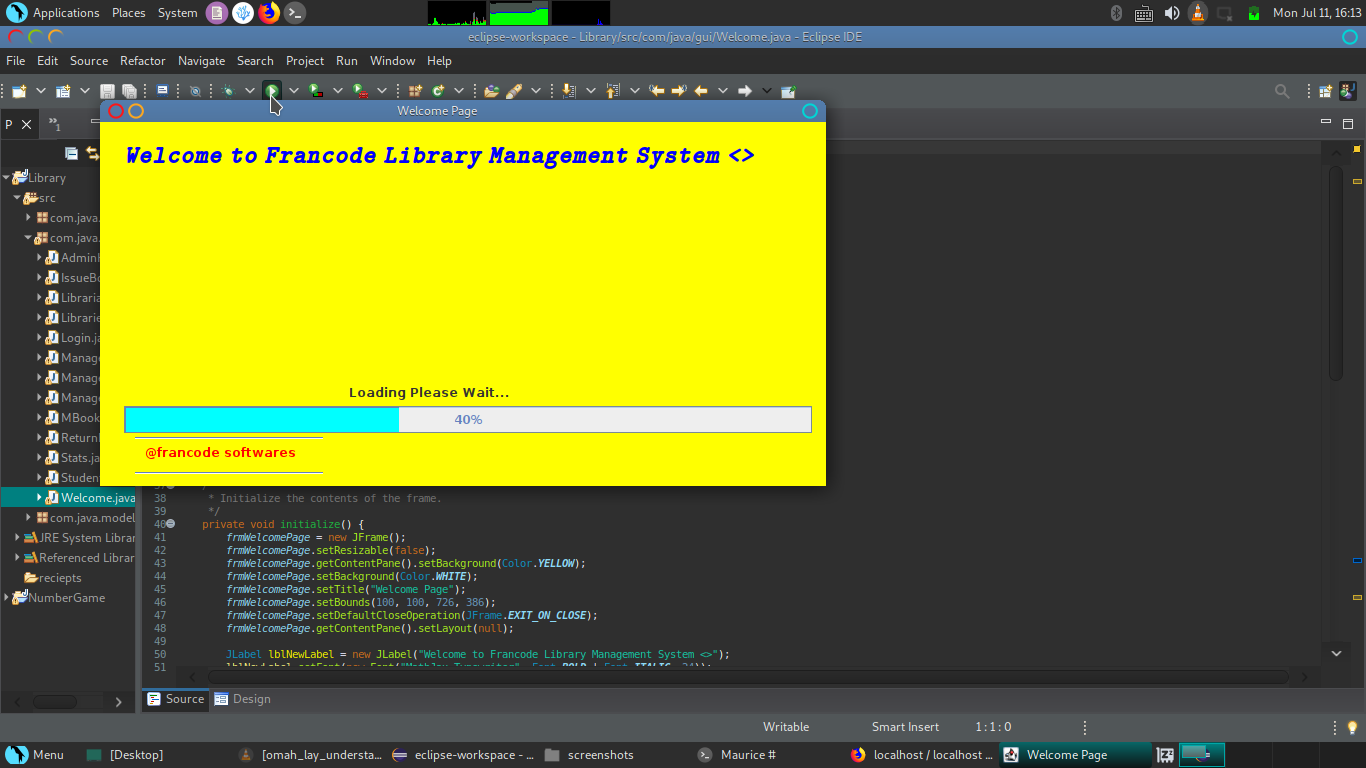 Applications Places System Mon Jul 11, 16:13
eclipse-workspace - Library/src/com/java/gui/Welcome.java - Eclipse IDE
File Edit Source Refactor Navigate Search Project Run Window Help
Welcome Page
P
»1
Welcome to Francode Library Management System <>
Library
src
com.java.
com.java.
AdminH
IssueBo
Libraria
Librarie
Login.ja
Manage
Manage
Manage
MBook
Return
Stats.ja
Studen
Welcome.java
com.java.model
JRE System Librar
Referenced Librar
reciepts
NumberGame
Loading Please Wait...
40%
@francode softwares
38 * Initialize the contents of the frame.
39 */
40 private void initialize() {
41 frmWelcomePage = new JFrame();
42 frmWelcomePage.setResizable(false);
43 frmWelcomePage.getContentPane().setBackground(Color.YELLOW);
44 frmWelcomePage.setBackground(Color.WHITE);
45 frmWelcomePage.setTitle("Welcome Page");
46 frmWelcomePage.setBounds(100, 100, 726, 386);
47 frmWelcomePage.setDefaultCloseOperation(JFrame.EXIT_ON_CLOSE);
48 frmWelcomePage.getContentPane().setLayout(null);
49
50 JLabel lblNewLabel = new JLabel("Welcome to Francode Library Management System <>");
51
Source Design
Writable Smart Insert 1 : 1 : 0
Menu [Desktop] [omah_lay_understa... eclipse-workspace - ... screenshots Maurice # localhost / localhost ... Welcome Page